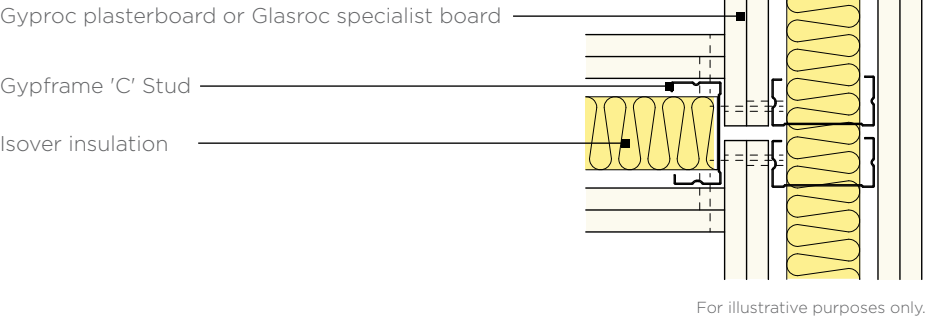 Gyproc plasterboard or Glasroc specialist board
Gypframe 'C' Stud
Isover insulation
For illustrative purposes only.